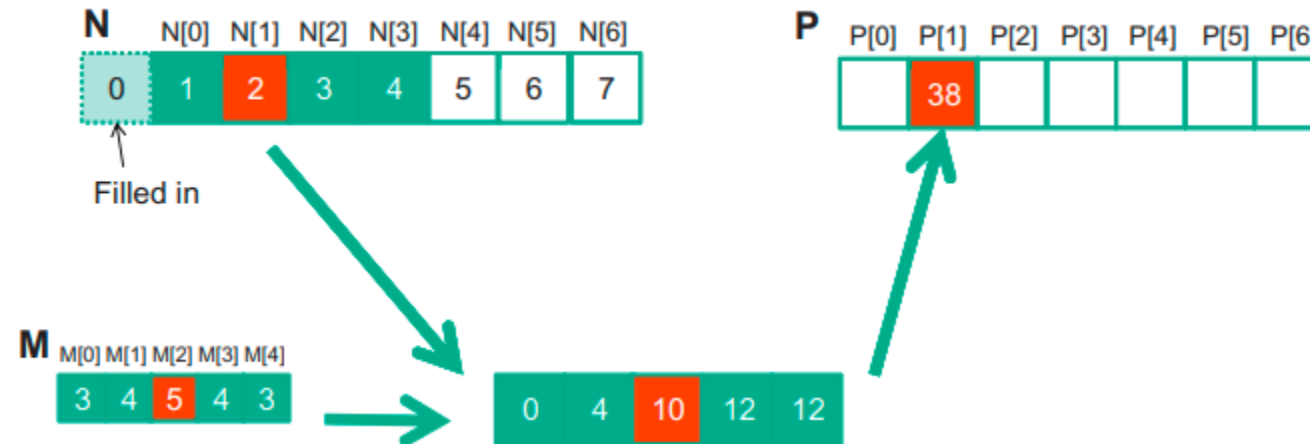 N N[0] N[1] N[2] N[3] N[4] N[5] N[6]
0 1 2 3 4 5 6 7
Filled in
P P[0] P[1] P[2] P[3] P[4] P[5] P[6
38
M M[0] M[1] M[2] M[3] M[4]
3 4 5 4 3
0 4 10 12 12